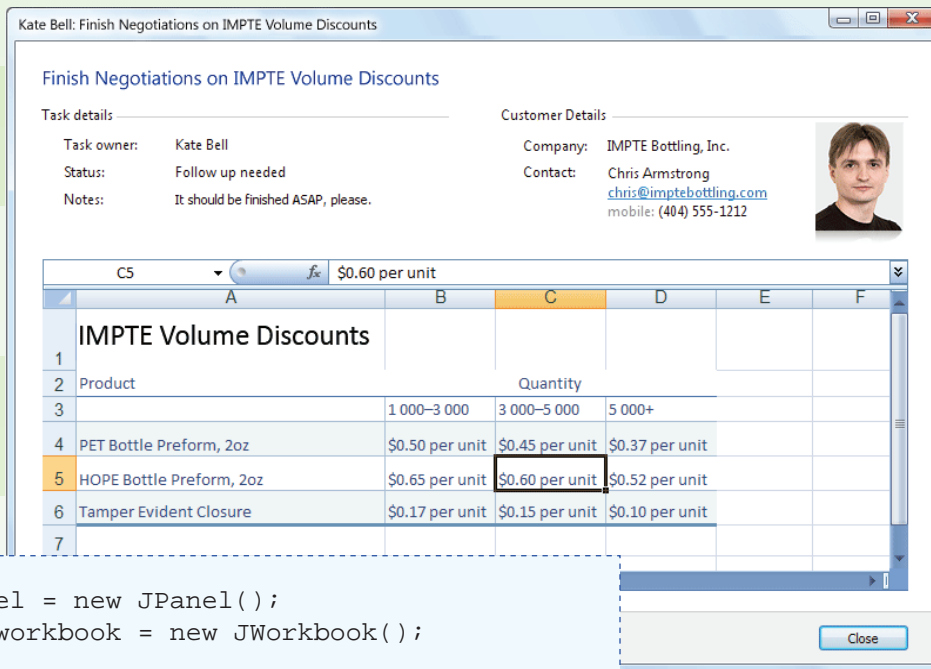 Kate Bell: Finish Negotiations on IMPTE Volume Discounts
Finish Negotiations on IMPTE Volume Discounts
Task details
Task owner: Kate Bell
Status: Follow up needed
Notes: It should be finished ASAP, please.
Customer Details
Company: IMPTE Bottling, Inc.
Contact: Chris Armstrong
chris@imptebottling.com
mobile: (404) 555-1212
C5 fx $0.60 per unit
A B C D E F
1 IMPTE Volume Discounts
2 Product Quantity
3 1 000–3 000 3 000–5 000 5 000+
4 PET Bottle Preform, 2oz $0.50 per unit $0.45 per unit $0.37 per unit
5 HOPE Bottle Preform, 2oz $0.65 per unit $0.60 per unit $0.52 per unit
6 Tamper Evident Closure $0.17 per unit $0.15 per unit $0.10 per unit
7
el = new JPanel();
workbook = new JWorkbook();
Close